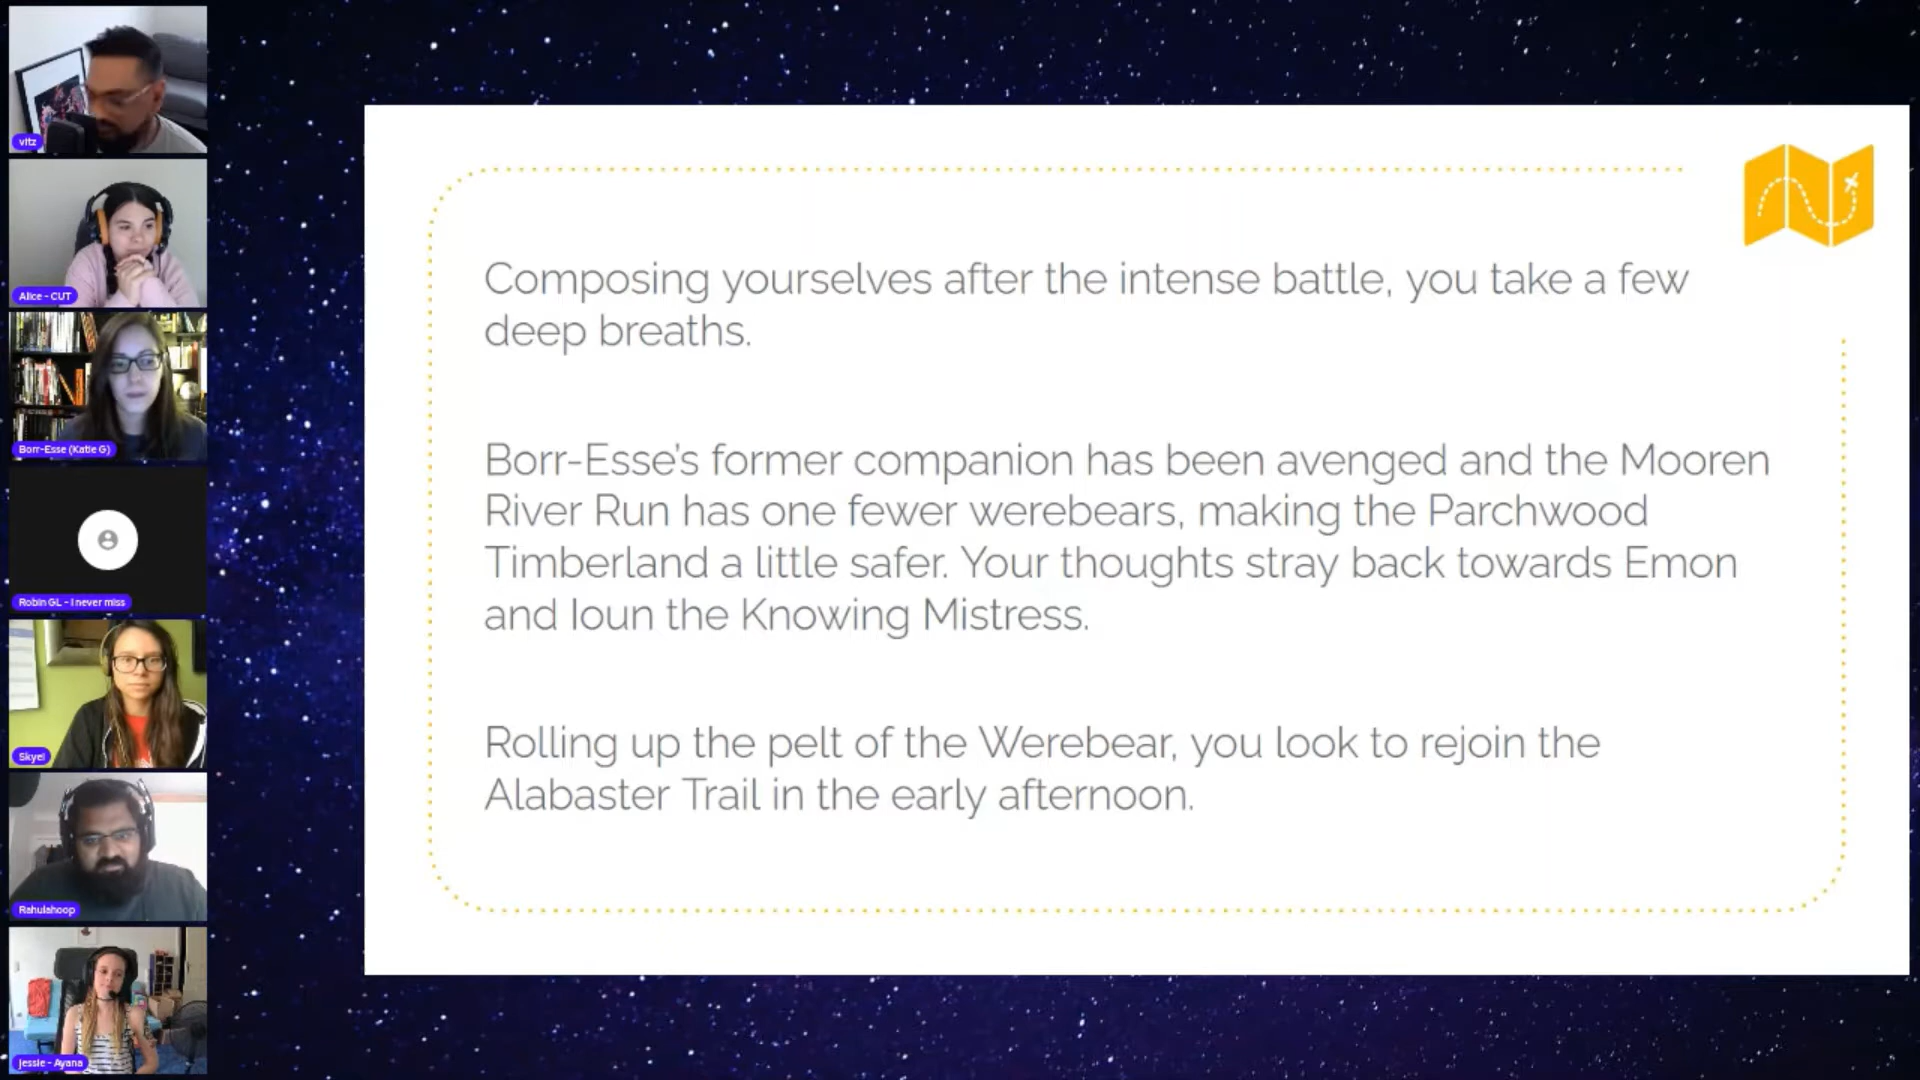 vitz
Alice - CUT
Borr-Esse (Katie G)
Robin GL - I never miss
Skyel
Rahulahoop
Jessie - Ayana
Composing yourselves after the intense battle, you take a few
deep breaths.
Borr-Esse’s former companion has been avenged and the Mooren
River Run has one fewer werebears, making the Parchwood
Timberland a little safer. Your thoughts stray back towards Emon
and Ioun the Knowing Mistress.
Rolling up the pelt of the Werebear, you look to rejoin the
Alabaster Trail in the early afternoon.